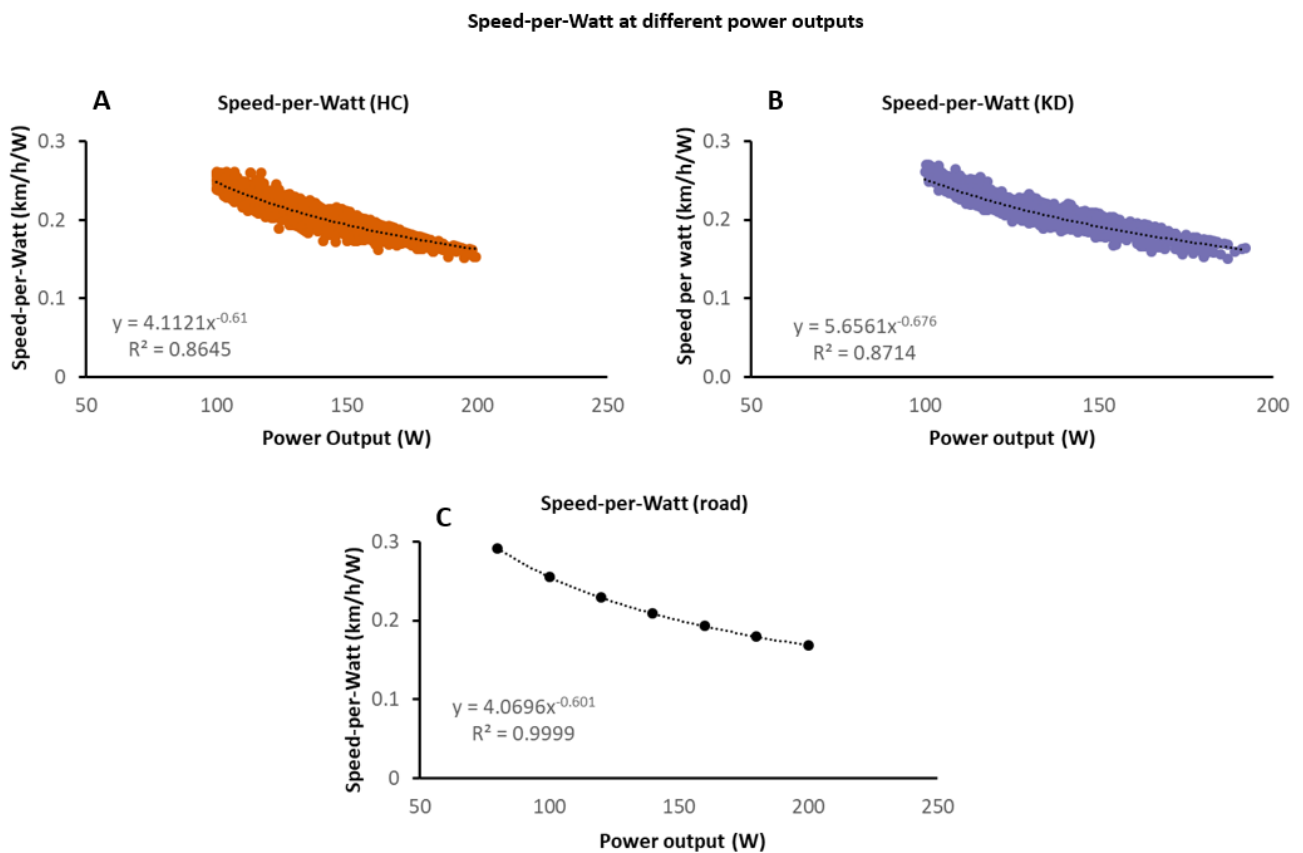 Speed-per-Watt at different power outputs
A
Speed-per-Watt (HC)
Speed-per-Watt (km/h/W)
0.3
0.2
0.1
0
y = 4.1121x^-0.61
R² = 0.8645
50 100 150 200 250
Power Output (W)
B
Speed-per-Watt (KD)
Speed per watt (km/h/W)
0.3
0.2
0.1
0.0
y = 5.6561x^-0.676
R² = 0.8714
50 100 150 200
Power output (W)
C
Speed-per-Watt (road)
Speed-per-Watt (km/h/W)
0.3
0.2
0.1
0
y = 4.0696x^-0.601
R² = 0.9999
50 100 150 200 250
Power output (W)